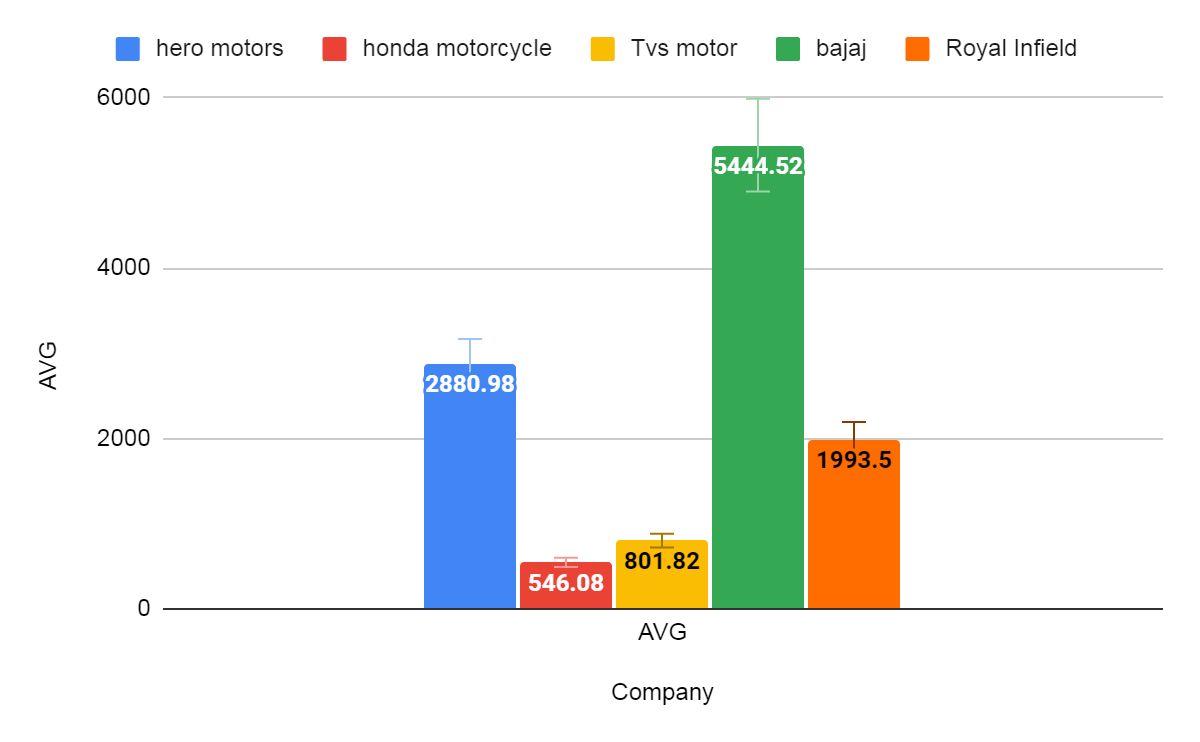 hero motors honda motorcycle Tvs motor bajaj Royal Infield
6000
5444.52
4000
AVG
2880.98
2000
1993.5
801.82
546.08
0
AVG
Company